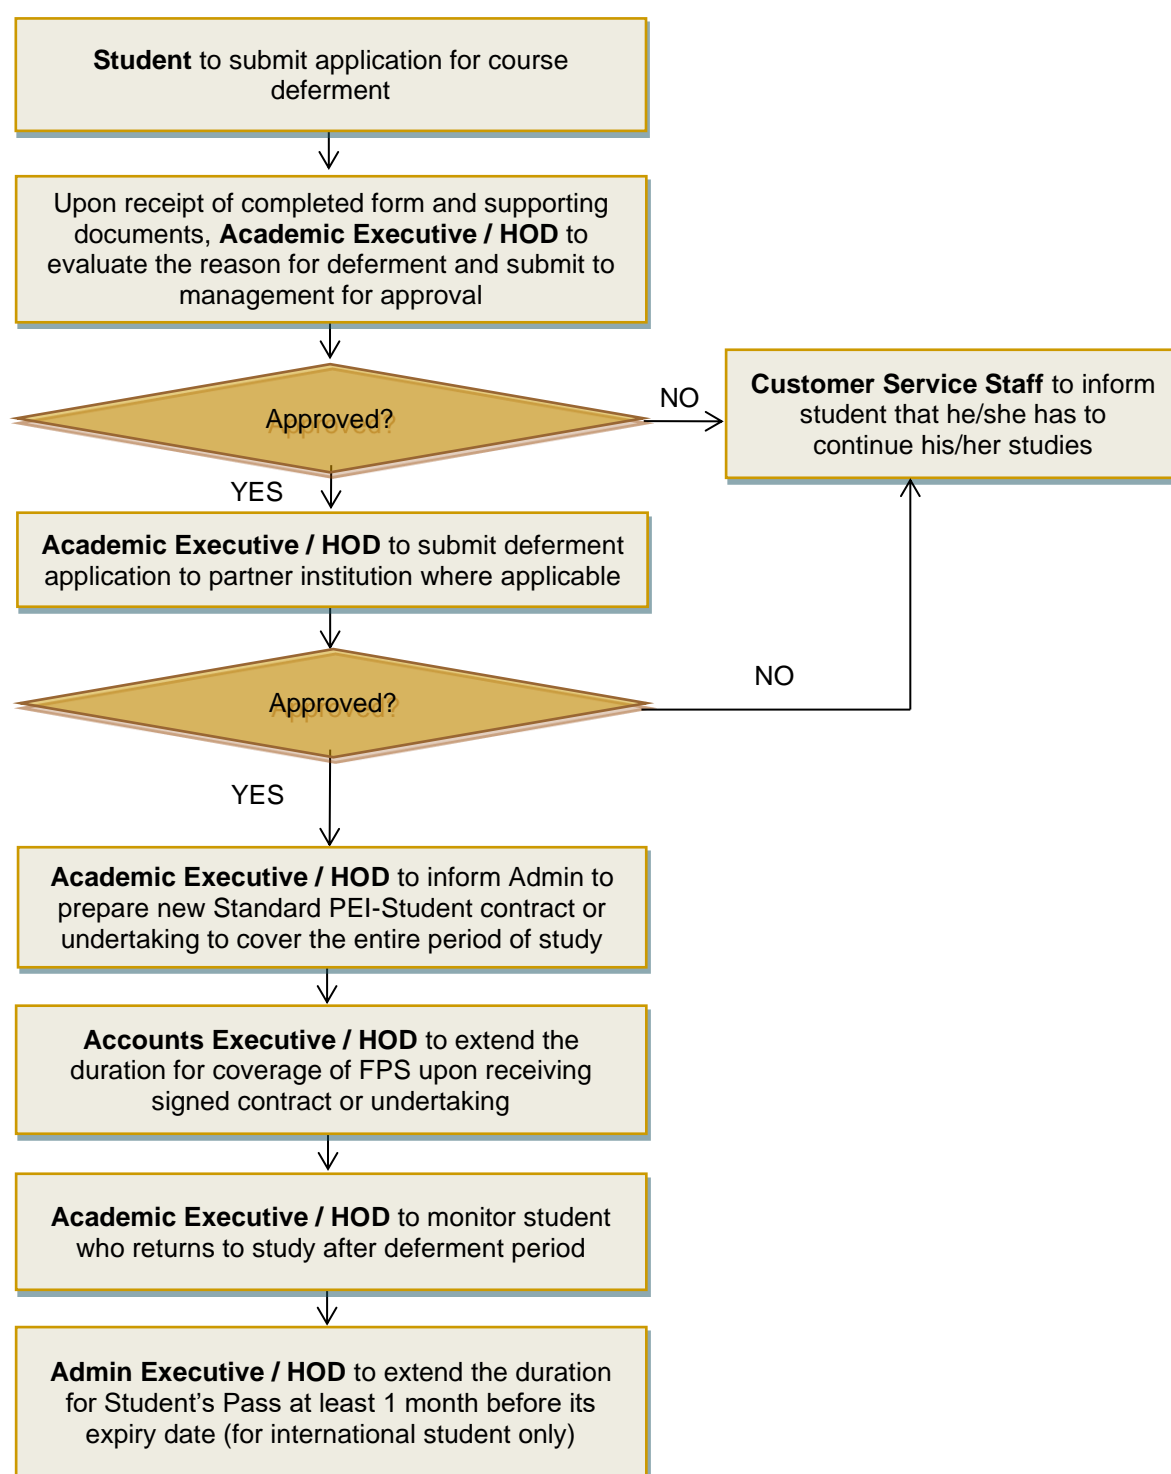 Student to submit application for course
deferment
Upon receipt of completed form and supporting
documents, Academic Executive / HOD to
evaluate the reason for deferment and submit to
management for approval
Approved?
NO
Customer Service Staff to inform
student that he/she has to
continue his/her studies
YES
Academic Executive / HOD to submit deferment
application to partner institution where applicable
Approved?
NO
YES
Academic Executive / HOD to inform Admin to
prepare new Standard PEI-Student contract or
undertaking to cover the entire period of study
Accounts Executive / HOD to extend the
duration for coverage of FPS upon receiving
signed contract or undertaking
Academic Executive / HOD to monitor student
who returns to study after deferment period
Admin Executive / HOD to extend the duration
for Student’s Pass at least 1 month before its
expiry date (for international student only)